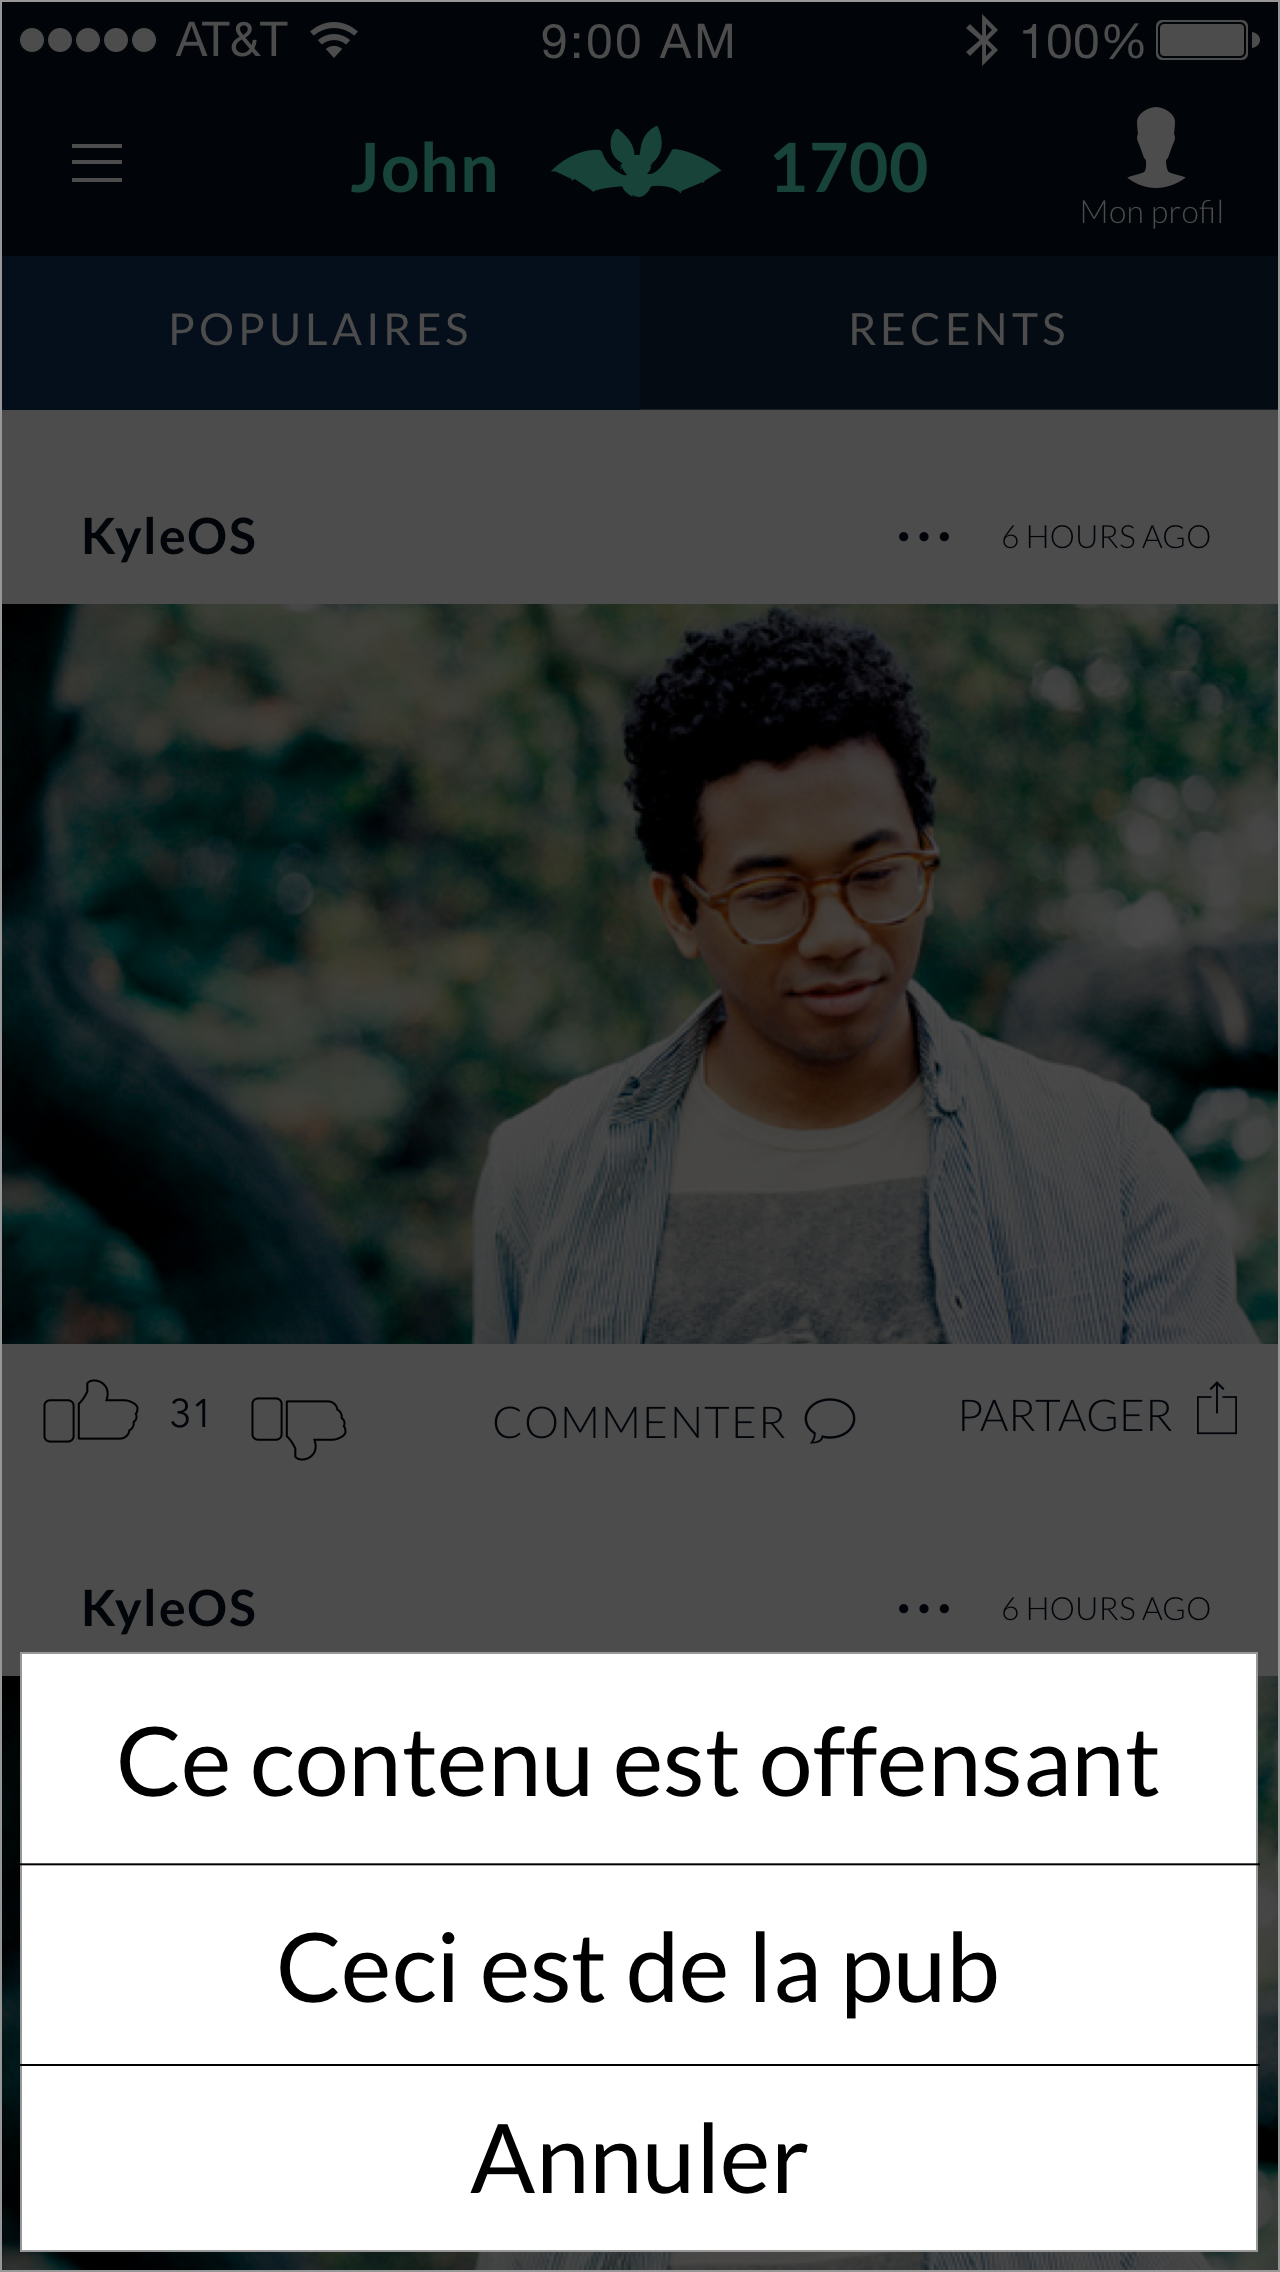 AT&T 9:00 AM 100%
John 1700
Mon profil
POPULAIRES RECENTS
KyleOS ••• 6 HOURS AGO
31 COMMENTER PARTAGER
KyleOS ••• 6 HOURS AGO
Ce contenu est offensant
Ceci est de la pub
Annuler